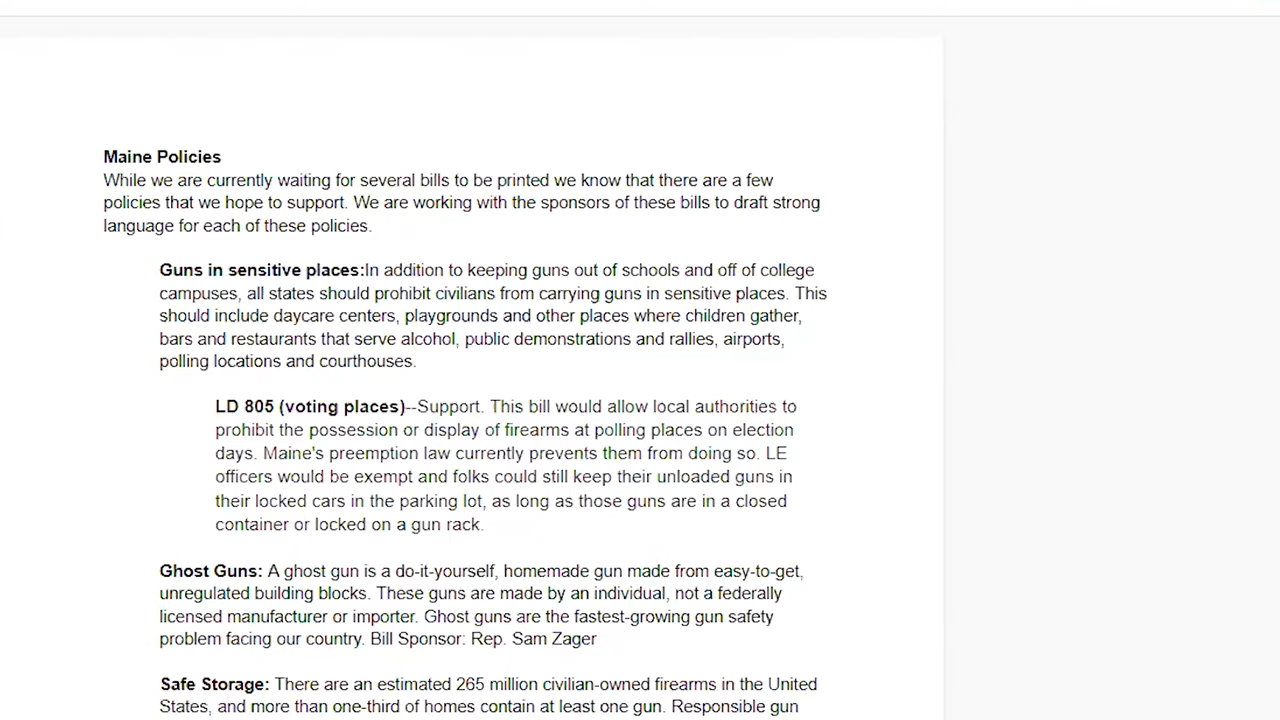 Maine Policies
While we are currently waiting for several bills to be printed we know that there are a few
policies that we hope to support. We are working with the sponsors of these bills to draft strong
language for each of these policies.
Guns in sensitive places:In addition to keeping guns out of schools and off of college
campuses, all states should prohibit civilians from carrying guns in sensitive places. This
should include daycare centers, playgrounds and other places where children gather,
bars and restaurants that serve alcohol, public demonstrations and rallies, airports,
polling locations and courthouses.
LD 805 (voting places)--Support. This bill would allow local authorities to
prohibit the possession or display of firearms at polling places on election
days. Maine's preemption law currently prevents them from doing so. LE
officers would be exempt and folks could still keep their unloaded guns in
their locked cars in the parking lot, as long as those guns are in a closed
container or locked on a gun rack.
Ghost Guns: A ghost gun is a do-it-yourself, homemade gun made from easy-to-get,
unregulated building blocks. These guns are made by an individual, not a federally
licensed manufacturer or importer. Ghost guns are the fastest-growing gun safety
problem facing our country. Bill Sponsor: Rep. Sam Zager
Safe Storage: There are an estimated 265 million civilian-owned firearms in the United
States, and more than one-third of homes contain at least one gun. Responsible gun